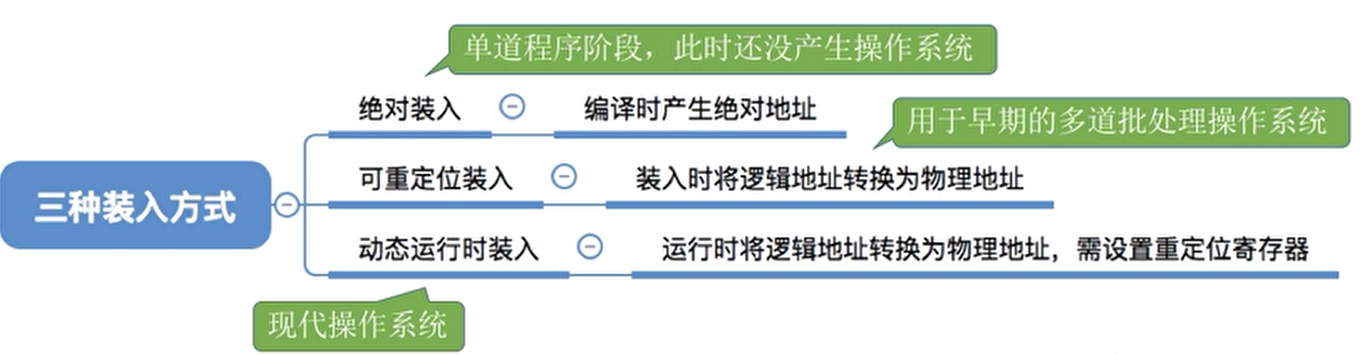 单道程序阶段，此时还没产生操作系统
绝对装入
编译时产生绝对地址
用于早期的多道批处理操作系统
可重定位装入
装入时将逻辑地址转换为物理地址
三种装入方式
动态运行时装入
运行时将逻辑地址转换为物理地址，需设置重定位寄存器
现代操作系统